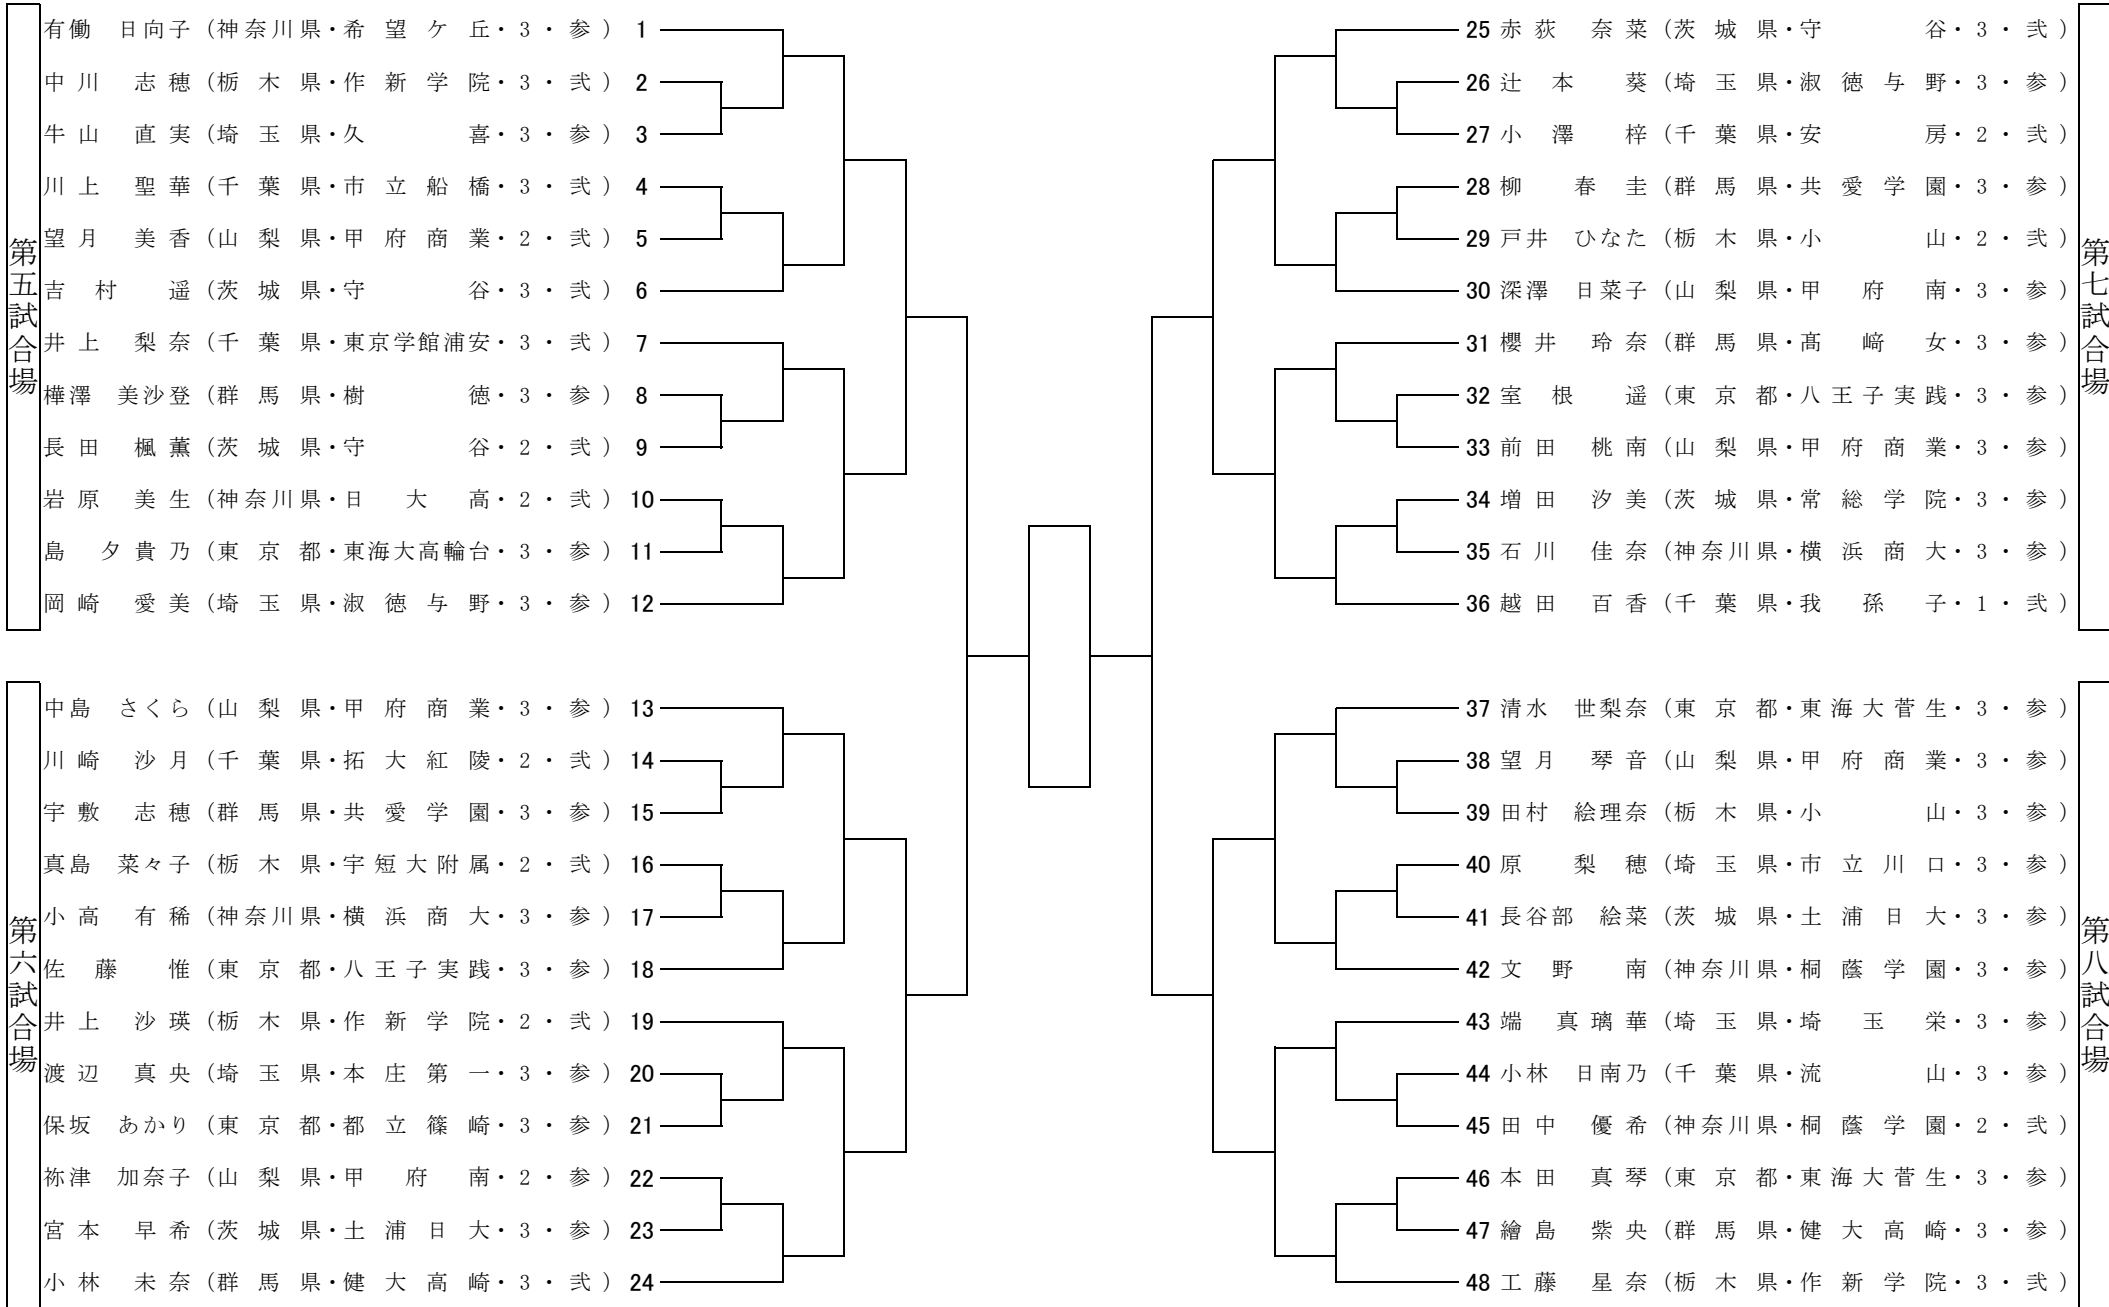 第五試合場
有働 日向子（神奈川県・希望ケ丘・3・参）1
中川 志穂（栃木県・作新学院・3・弐）2
牛山 直実（埼玉県・久喜・3・参）3
川上 聖華（千葉県・市立船橋・3・弐）4
望月 美香（山梨県・甲府商業・2・弐）5
吉村 遥（茨城県・守谷・3・弐）6
井上 梨奈（千葉県・東京学館浦安・3・弐）7
樺澤 美沙登（群馬県・樹徳・3・参）8
長田 楓薫（茨城県・守谷・2・弐）9
岩原 美生（神奈川県・日大高・2・弐）10
島 夕貴乃（東京都・東海大高輪台・3・参）11
岡崎 愛美（埼玉県・淑徳与野・3・参）12
第六試合場
中島 さくら（山梨県・甲府商業・3・参）13
川崎 沙月（千葉県・拓大紅陵・2・弐）14
宇敷 志穂（群馬県・共愛学園・3・参）15
真島 菜々子（栃木県・宇短大附属・2・弐）16
小高 有稀（神奈川県・横浜商大・3・参）17
佐藤 惟（東京都・八王子実践・3・参）18
井上 沙瑛（栃木県・作新学院・2・弐）19
渡辺 真央（埼玉県・本庄第一・3・参）20
保坂 あかり（東京都・都立篠崎・3・参）21
祢津 加奈子（山梨県・甲府南・2・参）22
宮本 早希（茨城県・土浦日大・3・参）23
小林 未奈（群馬県・健大高崎・3・弐）24
第七試合場
25 赤荻 奈菜（茨城県・守谷・3・弐）
26 辻本 葵（埼玉県・淑徳与野・3・参）
27 小澤 梓（千葉県・安房・2・弐）
28 柳 春圭（群馬県・共愛学園・3・参）
29 戸井 ひなた（栃木県・小山・2・弐）
30 深澤 日菜子（山梨県・甲府南・3・参）
31 櫻井 玲奈（群馬県・髙﨑女・3・参）
32 室根 遥（東京都・八王子実践・3・参）
33 前田 桃南（山梨県・甲府商業・3・参）
34 増田 汐美（茨城県・常総学院・3・参）
35 石川 佳奈（神奈川県・横浜商大・3・参）
36 越田 百香（千葉県・我孫子・1・弐）
第八試合場
37 清水 世梨奈（東京都・東海大菅生・3・参）
38 望月 琴音（山梨県・甲府商業・3・参）
39 田村 絵理奈（栃木県・小山・3・参）
40 原 梨穂（埼玉県・市立川口・3・参）
41 長谷部 絵菜（茨城県・土浦日大・3・参）
42 文野 南（神奈川県・桐蔭学園・3・参）
43 端 真璃華（埼玉県・埼玉栄・3・参）
44 小林 日南乃（千葉県・流山・3・参）
45 田中 優希（神奈川県・桐蔭学園・2・弐）
46 本田 真琴（東京都・東海大菅生・3・参）
47 繪島 紫央（群馬県・健大高崎・3・参）
48 工藤 星奈（栃木県・作新学院・3・弐）